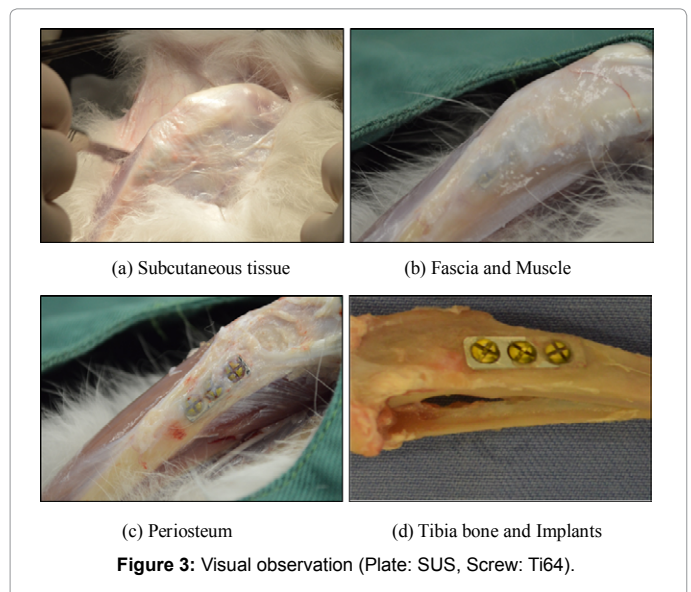 (a) Subcutaneous tissue
(b) Fascia and Muscle
(c) Periosteum
(d) Tibia bone and Implants
Figure 3: Visual observation (Plate: SUS, Screw: Ti64).